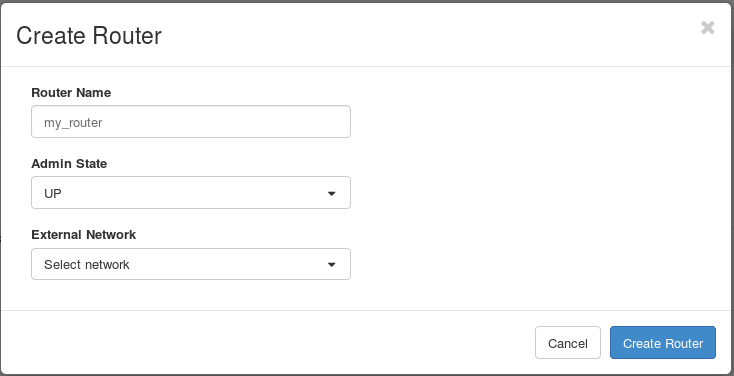 Create Router
×
Router Name
my_router
Admin State
UP
External Network
Select network
Cancel
Create Router